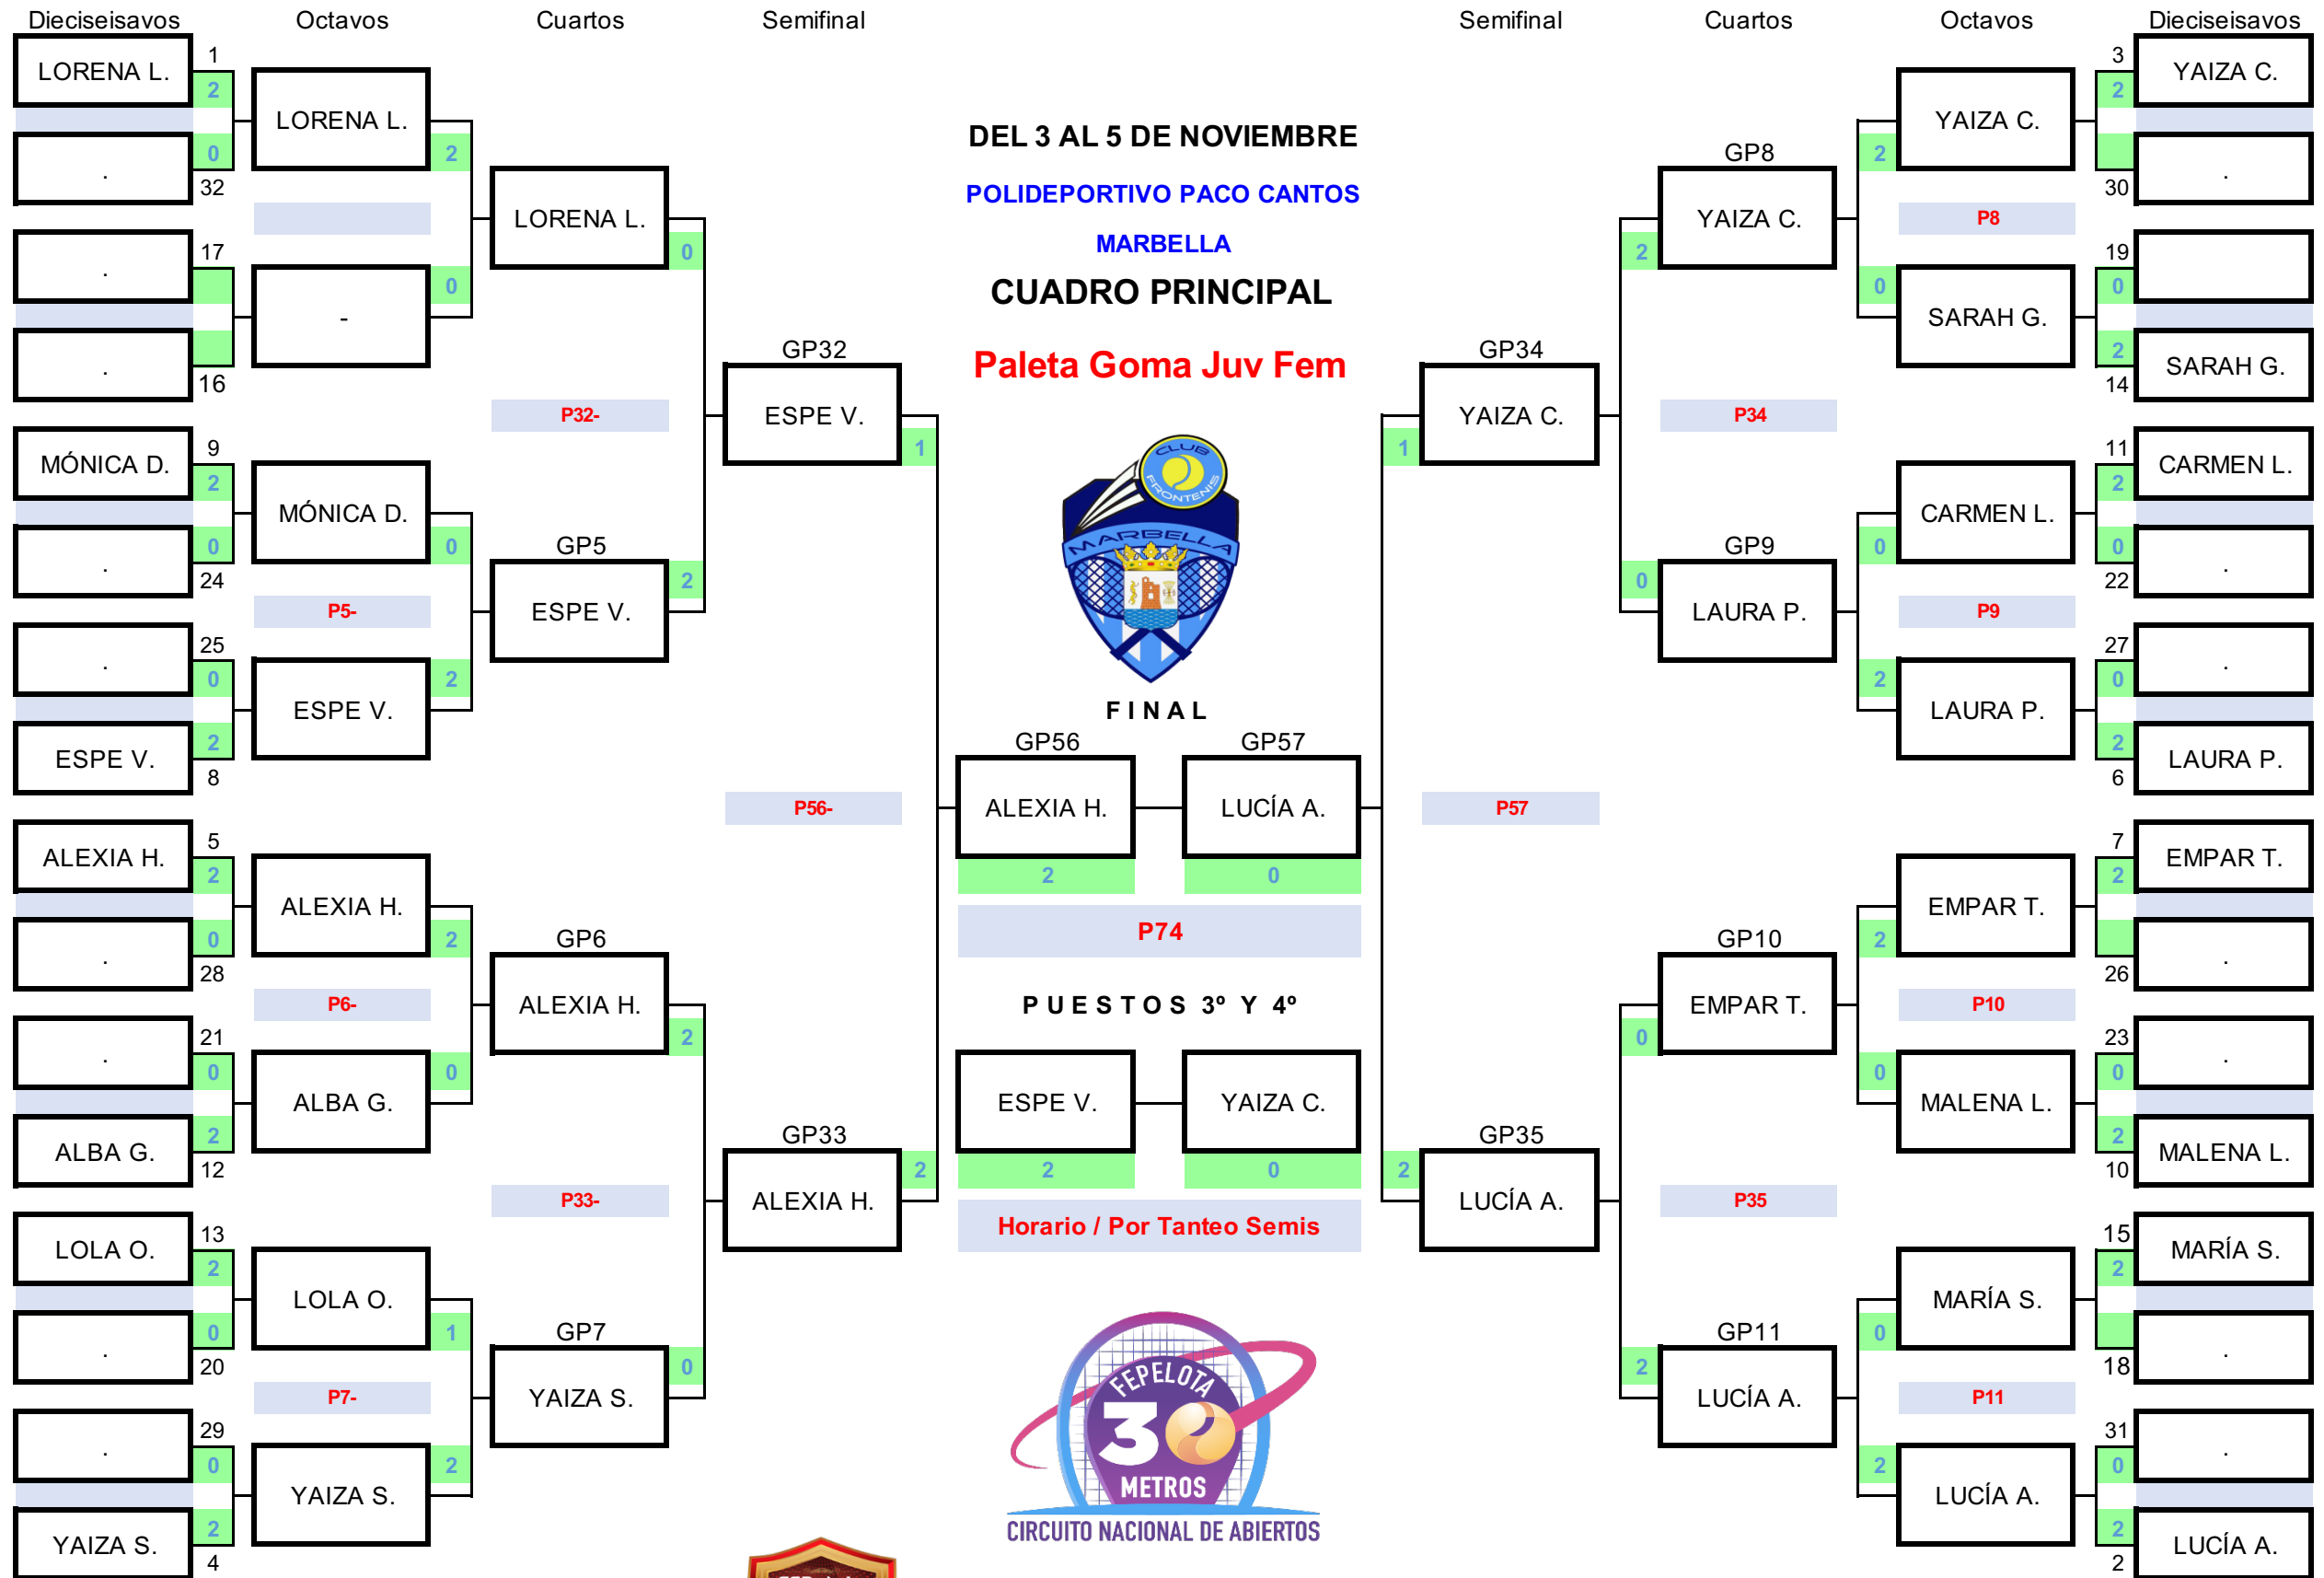 Dieciseisavos Octavos Cuartos Semifinal Semifinal Cuartos Octavos Dieciseisavos
LORENA L.
1
2
0
32
.
.
17
16
.
MÓNICA D.
9
2
0
24
.
.
25
0
2
8
ESPE V.
ALEXIA H.
5
2
0
28
.
.
21
0
2
12
ALBA G.
LOLA O.
13
2
0
20
.
.
29
0
2
4
YAIZA S.
LORENA L.
2
0
-
MÓNICA D.
0
P5-
ESPE V.
2
ALEXIA H.
2
P6-
ALBA G.
0
LOLA O.
1
P7-
YAIZA S.
2
LORENA L.
0
P32-
GP5
ESPE V.
2
GP6
ALEXIA H.
2
P33-
GP7
YAIZA S.
0
GP32
ESPE V.
1
P56-
GP33
ALEXIA H.
2
DEL 3 AL 5 DE NOVIEMBRE
POLIDEPORTIVO PACO CANTOS
MARBELLA
CUADRO PRINCIPAL
Paleta Goma Juv Fem
CLUB
FRONTENIS
MARBELLA
FINAL
GP56 GP57
ALEXIA H. LUCÍA A.
2 0
P74
PUESTOS 3º Y 4º
ESPE V. YAIZA C.
2 0
Horario / Por Tanteo Semis
FEPELOTA
30
METROS
CIRCUITO NACIONAL DE ABIERTOS
GP34
YAIZA C.
1
P57
GP35
LUCÍA A.
2
GP8
YAIZA C.
2
P34
GP9
LAURA P.
0
GP10
EMPAR T.
0
P35
GP11
LUCÍA A.
2
YAIZA C.
2
P8
SARAH G.
0
CARMEN L.
0
P9
LAURA P.
2
EMPAR T.
2
P10
MALENA L.
0
MARÍA S.
0
P11
LUCÍA A.
2
3
YAIZA C.
2
30
.
19
0
2
14
SARAH G.
11
CARMEN L.
2
0
22
.
27
.
0
2
6
LAURA P.
7
EMPAR T.
2
26
.
23
.
0
2
10
MALENA L.
15
MARÍA S.
2
18
.
31
.
0
2
2
LUCÍA A.